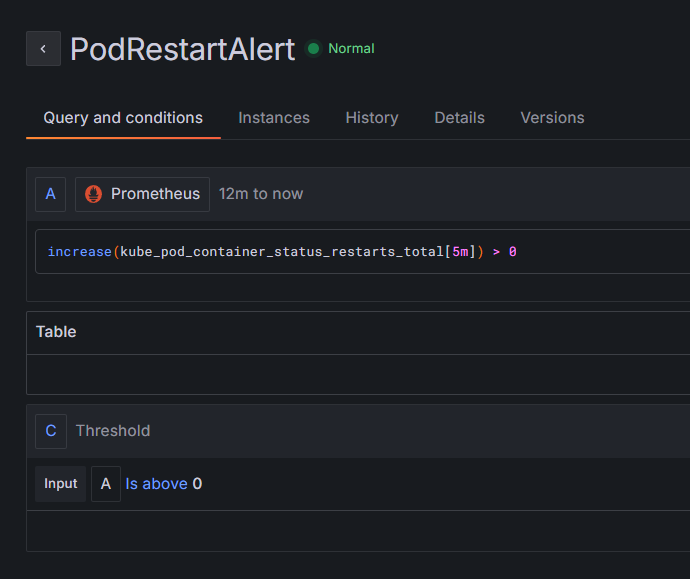 PodRestartAlert Normal
Query and conditions Instances History Details Versions
A Prometheus 12m to now
increase(kube_pod_container_status_restarts_total[5m]) > 0
Table
C Threshold
Input A Is above 0